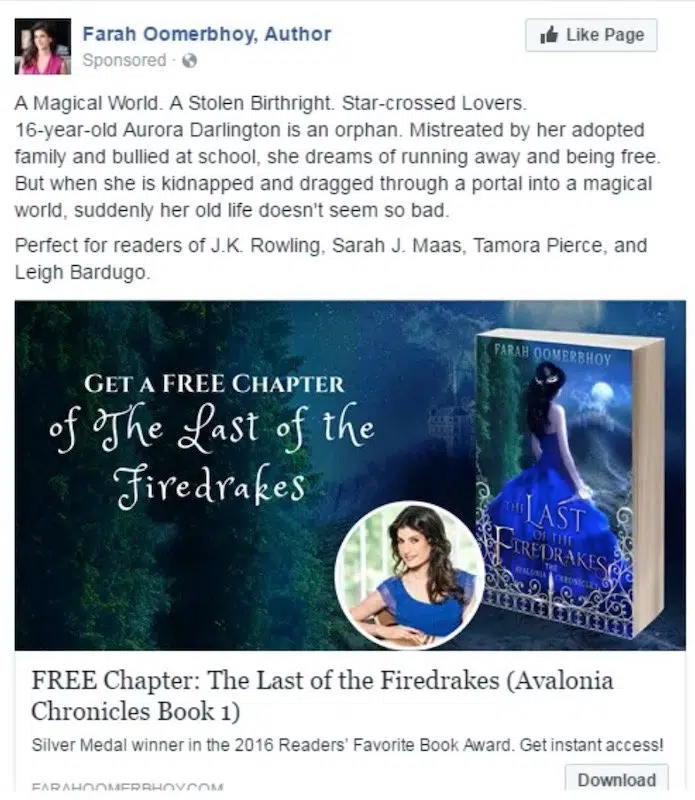 Farah Oomerbhoy, Author
Like Page
Sponsored ·
A Magical World. A Stolen Birthright. Star-crossed Lovers.
16-year-old Aurora Darlington is an orphan. Mistreated by her adopted
family and bullied at school, she dreams of running away and being free.
But when she is kidnapped and dragged through a portal into a magical
world, suddenly her old life doesn't seem so bad.
Perfect for readers of J.K. Rowling, Sarah J. Maas, Tamora Pierce, and
Leigh Bardugo.
GET A FREE CHAPTER
of The Last of the
Firedrakes
FARAH OOMERBHOY
THE LAST
OF THE
FIREDRAKES
THE
AVALONIA CHRONICLES
FREE Chapter: The Last of the Firedrakes (Avalonia
Chronicles Book 1)
Silver Medal winner in the 2016 Readers' Favorite Book Award. Get instant access!
FARAHOOMERBHOY.COM
Download